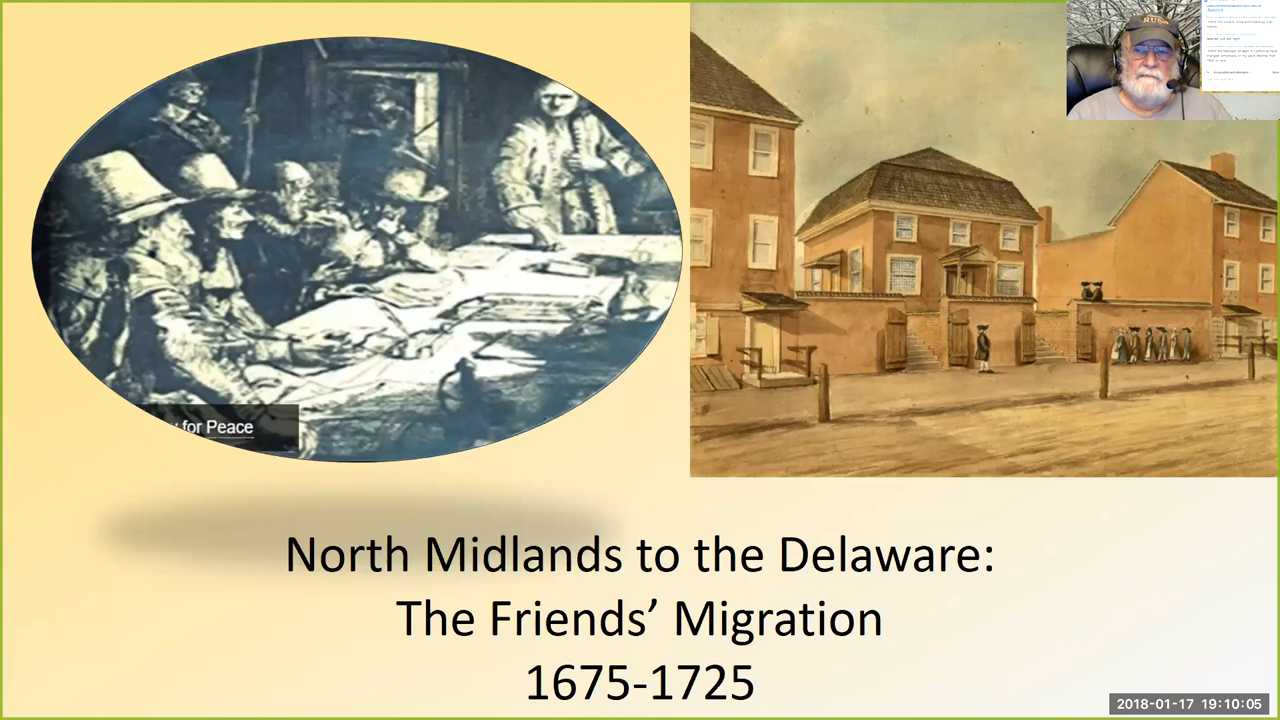 for Peace
North Midlands to the Delaware:
The Friends’ Migration
1675-1725
2018-01-17 19:10:05